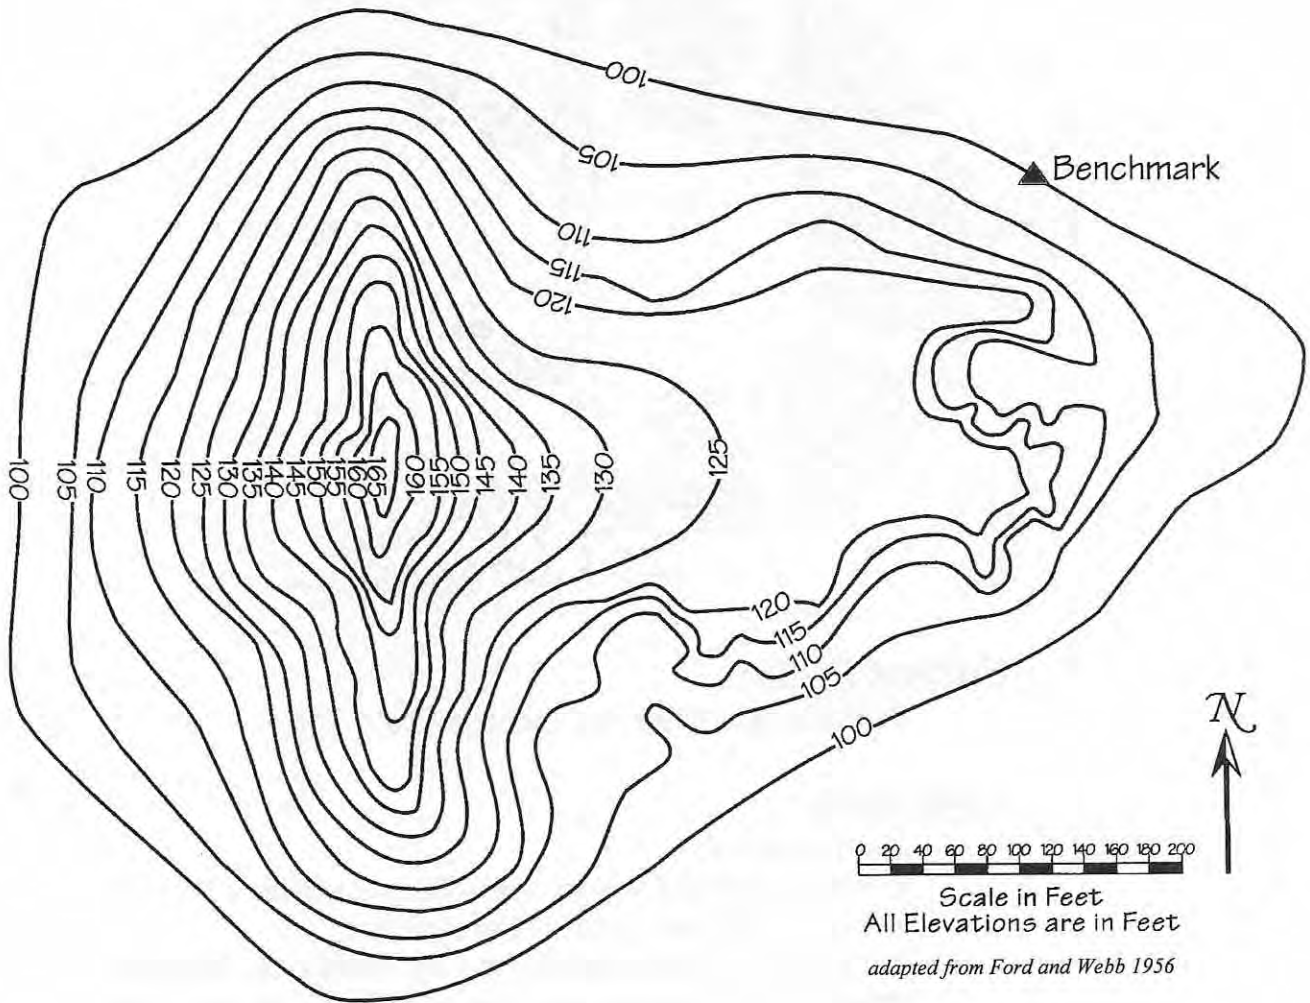 100
105
Benchmark
110
115
120
100 105 110 115 120 125 130 135 140 145 150 155 160 165 160 155 150 145 140 135 130 125
120
115
110
105
100
N
0 20 40 60 80 100 120 140 160 180 200
Scale in Feet
All Elevations are in Feet
adapted from Ford and Webb 1956